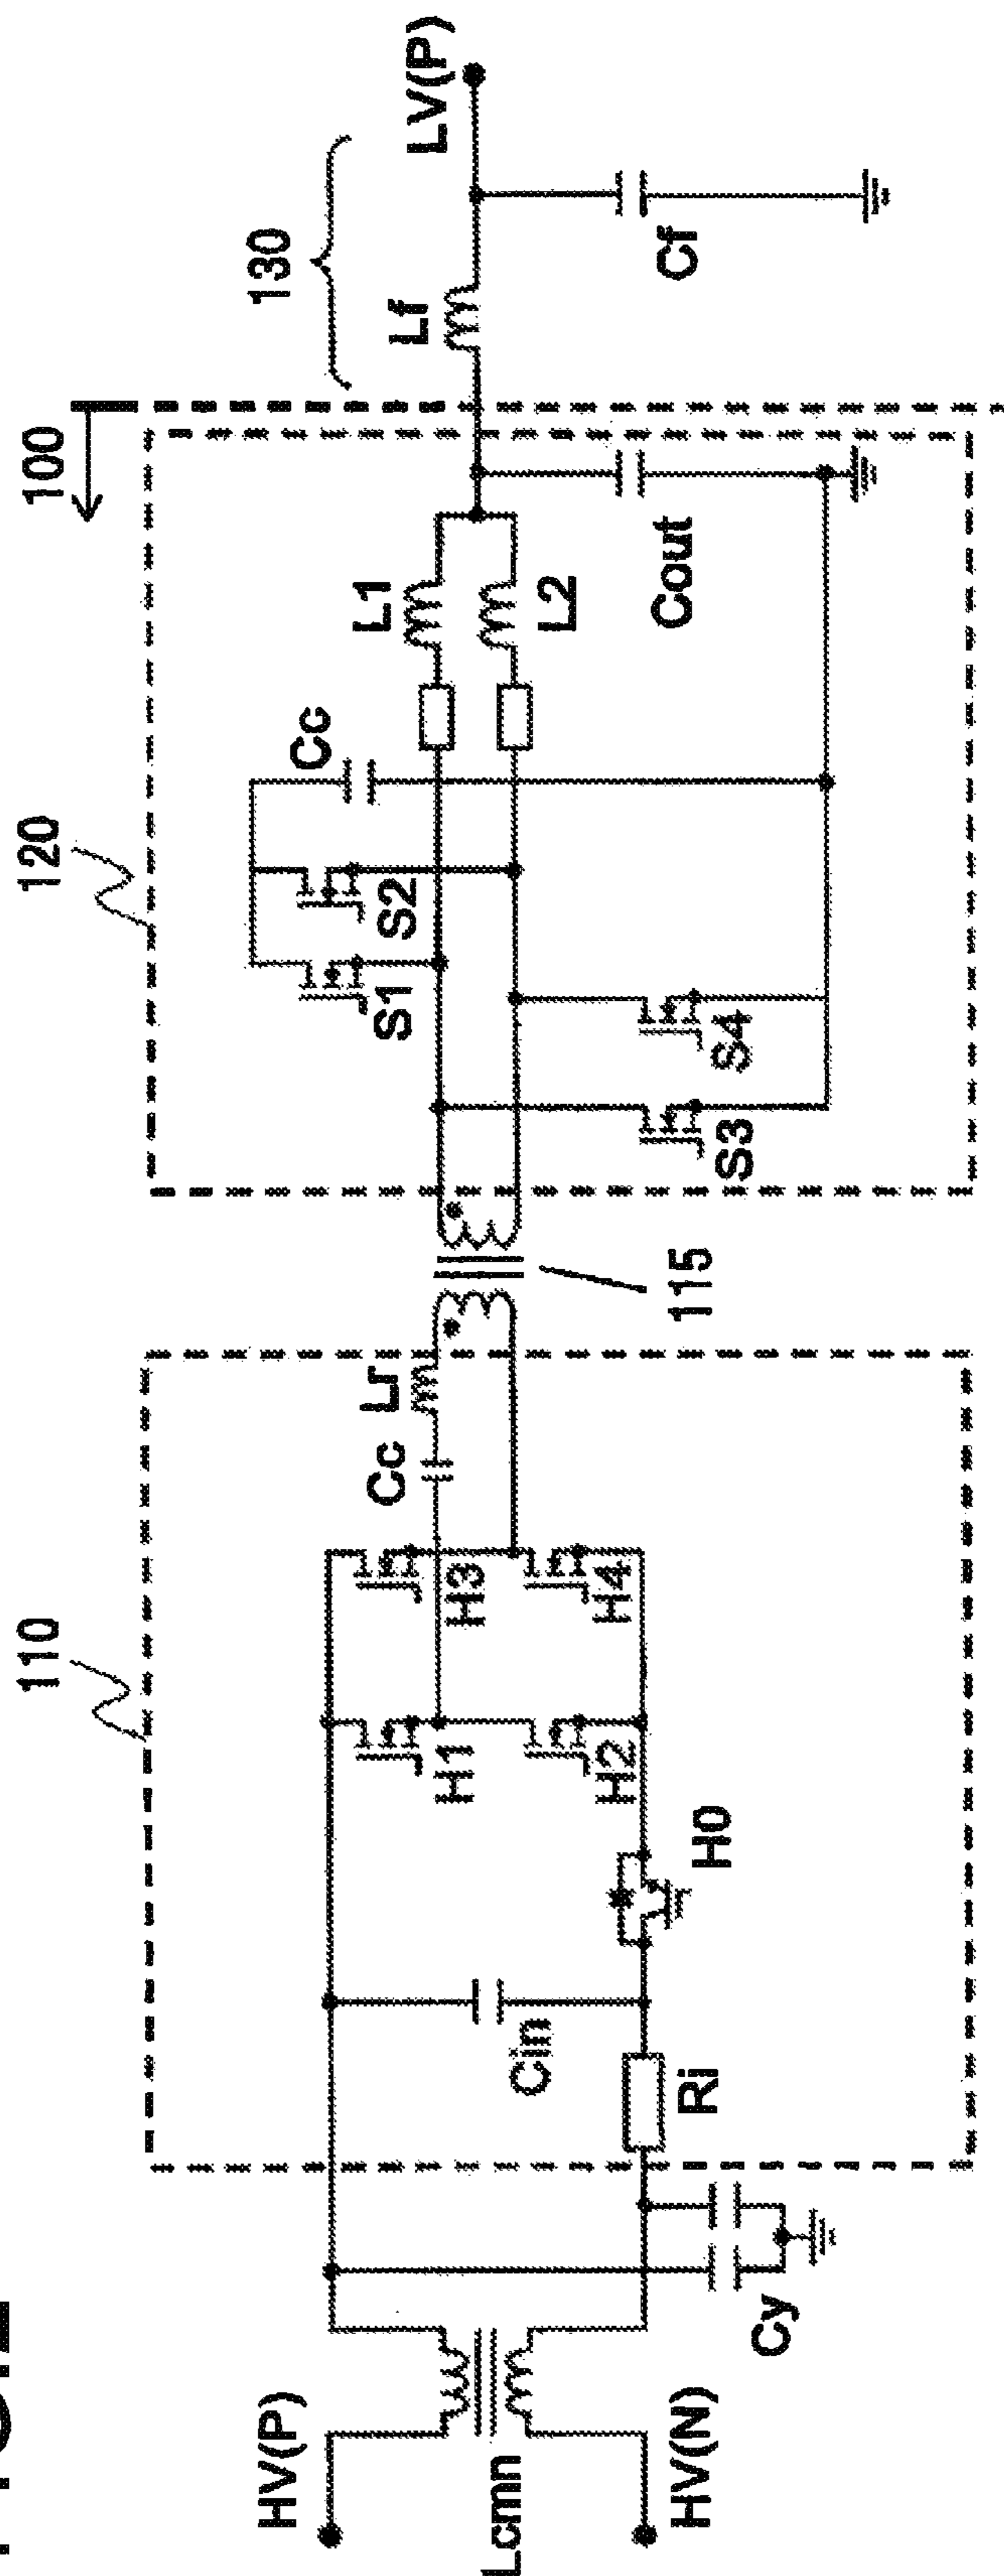 100
110
120
130
HV(P)
Lcmn
HV(N)
Cy
Ri
Cin
H0
H1
H2
H3
H4
Cc
Lr
115
S1
S2
S3
S4
Cc
L1
L2
Cout
Lf
Cf
LV(P)